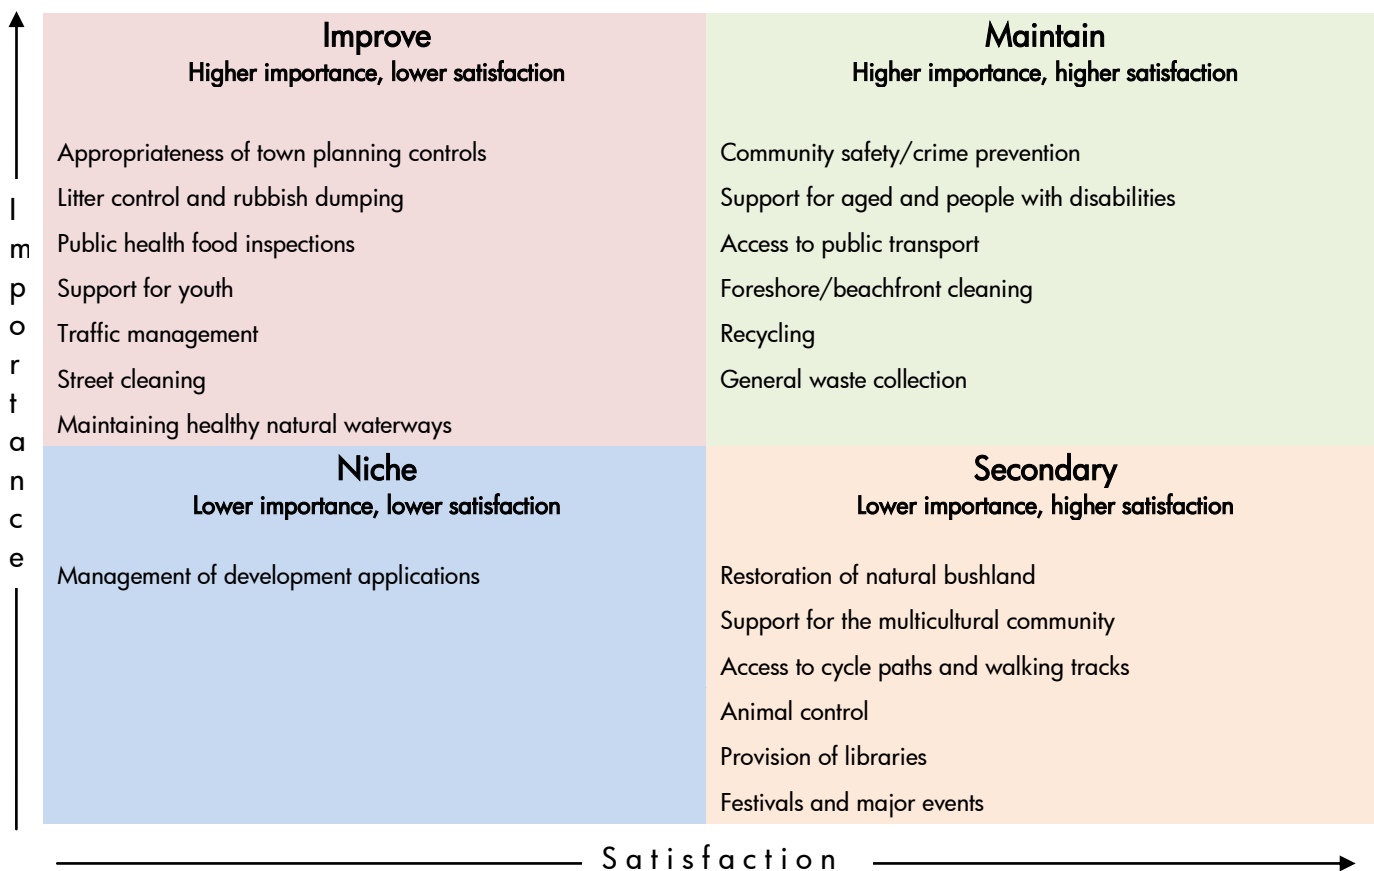 Improve
Higher importance, lower satisfaction
Appropriateness of town planning controls
Litter control and rubbish dumping
Public health food inspections
Support for youth
Traffic management
Street cleaning
Maintaining healthy natural waterways
Maintain
Higher importance, higher satisfaction
Community safety/crime prevention
Support for aged and people with disabilities
Access to public transport
Foreshore/beachfront cleaning
Recycling
General waste collection
Importance
Niche
Lower importance, lower satisfaction
Management of development applications
Secondary
Lower importance, higher satisfaction
Restoration of natural bushland
Support for the multicultural community
Access to cycle paths and walking tracks
Animal control
Provision of libraries
Festivals and major events
Satisfaction